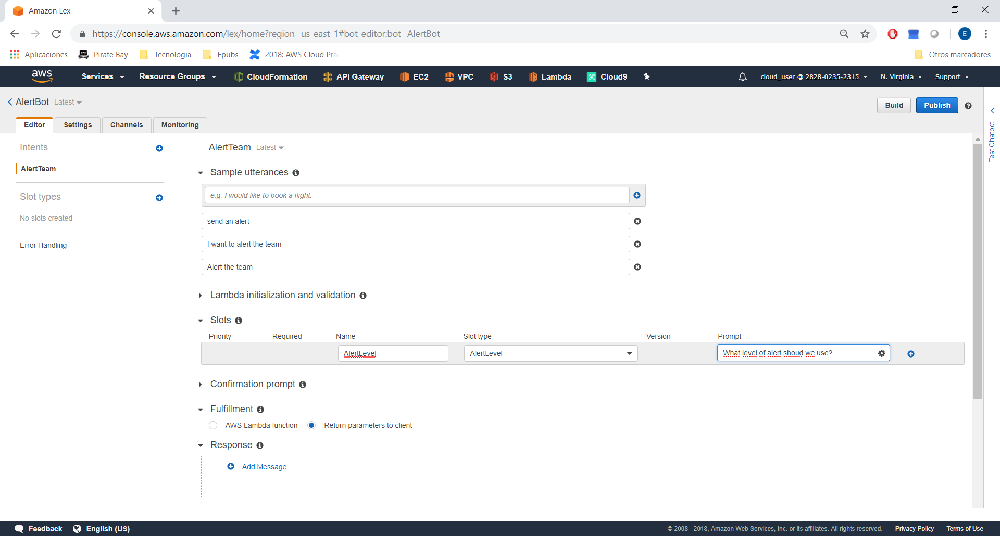 Amazon Lex
https://console.aws.amazon.com/lex/home?region=us-east-1#bot-editor:bot=AlertBot
E
Aplicaciones Pirate Bay Tecnologia Epubs 2018: AWS Cloud Pra Otros marcadores
aws Services Resource Groups CloudFormation API Gateway EC2 VPC S3 Lambda Cloud9 cloud_user @ 2828-0235-2315 N. Virginia Support
AlertBot Latest
Build Publish
Editor Settings Channels Monitoring
Test Chatbot
Intents
AlertTeam
Slot types
No slots created
Error Handling
AlertTeam Latest
Sample utterances
e.g. I would like to book a flight.
send an alert
I want to alert the team
Alert the team
Lambda initialization and validation
Slots
Priority Required Name Slot type Version Prompt
AlertLevel AlertLevel What level of alert shoud we use?
Confirmation prompt
Fulfillment
AWS Lambda function Return parameters to client
Response
Add Message
Feedback English (US) © 2008 - 2018, Amazon Web Services, Inc. or its affiliates. All rights reserved. Privacy Policy Terms of Use